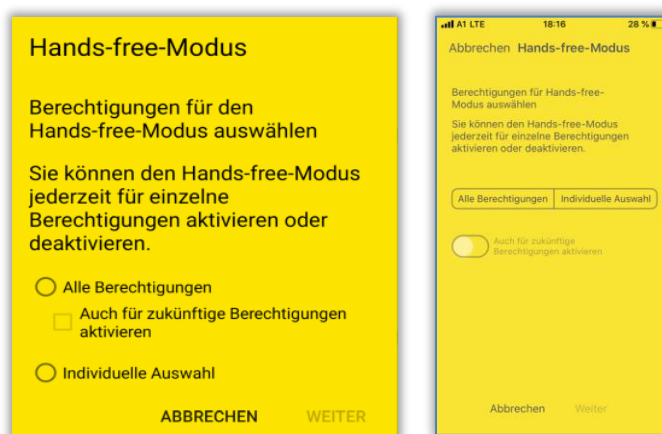 Hands-free-Modus
Berechtigungen für den
Hands-free-Modus auswählen
Sie können den Hands-free-Modus
jederzeit für einzelne
Berechtigungen aktivieren oder
deaktivieren.
Alle Berechtigungen
Auch für zukünftige Berechtigungen
aktivieren
Individuelle Auswahl
ABBRECHEN WEITER
A1 LTE 18:16 28 %
Abbrechen Hands-free-Modus
Berechtigungen für Hands-free-
Modus auswählen
Sie können den Hands-free-Modus
jederzeit für einzelne Berechtigungen
aktivieren oder deaktivieren.
Alle Berechtigungen Individuelle Auswahl
Auch für zukünftige
Berechtigungen aktivieren
Abbrechen Weiter